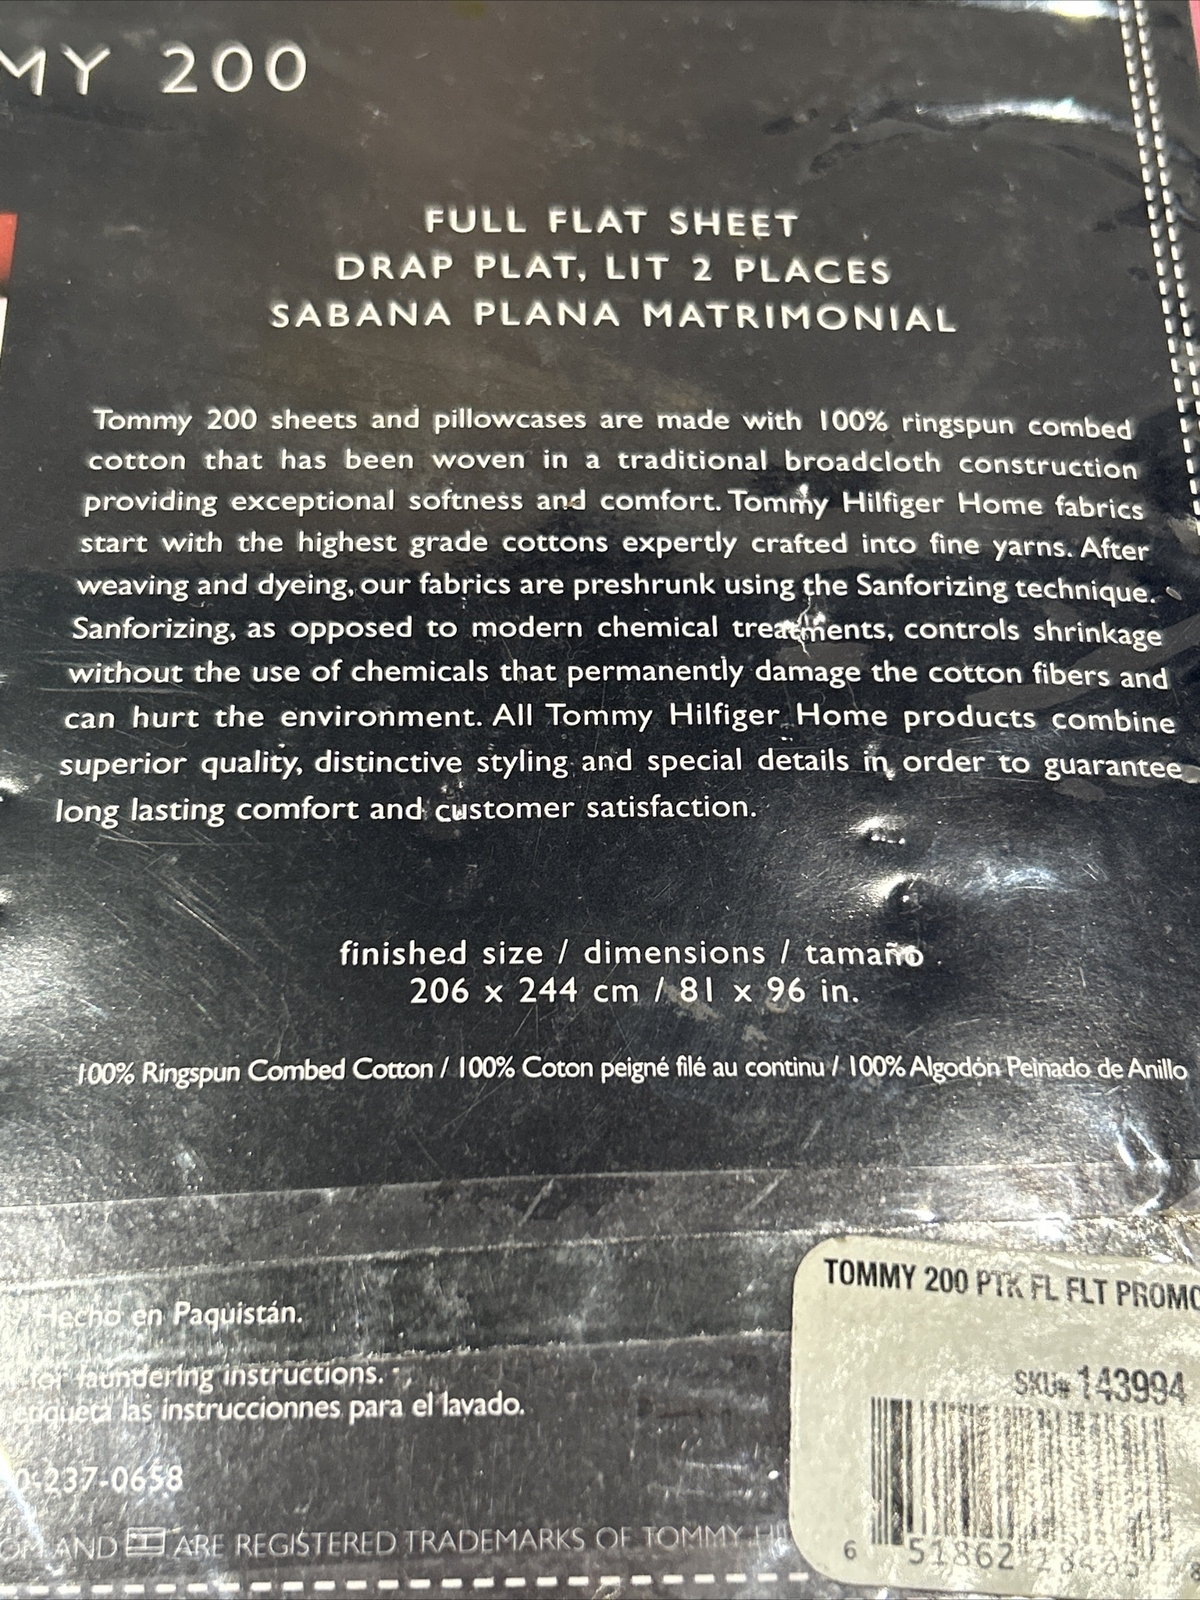 MY 200
FULL FLAT SHEET
DRAP PLAT, LIT 2 PLACES
SABANA PLANA MATRIMONIAL
Tommy 200 sheets and pillowcases are made with 100% ringspun combed
cotton that has been woven in a traditional broadcloth construction
providing exceptional softness and comfort. Tommy Hilfiger Home fabrics
start with the highest grade cottons expertly crafted into fine yarns. After
weaving and dyeing, our fabrics are preshrunk using the Sanforizing technique.
Sanforizing, as opposed to modern chemical treatments, controls shrinkage
without the use of chemicals that permanently damage the cotton fibers and
can hurt the environment. All Tommy Hilfiger Home products combine
superior quality, distinctive styling and special details in order to guarantee
long lasting comfort and customer satisfaction.
finished size / dimensions / tamaño
206 x 244 cm / 81 x 96 in.
100% Ringspun Combed Cotton / 100% Coton peigné filé au continu / 100% Algodón Peinado de Anillo
Hecho en Paquistán.
for laundering instructions.
etiqueta las instruccionnes para el lavado.
0-237-0658
OM AND ARE REGISTERED TRADEMARKS OF TOMMY HI
TOMMY 200 PTK FL FLT PROMO
SKU# 143994
6 51862